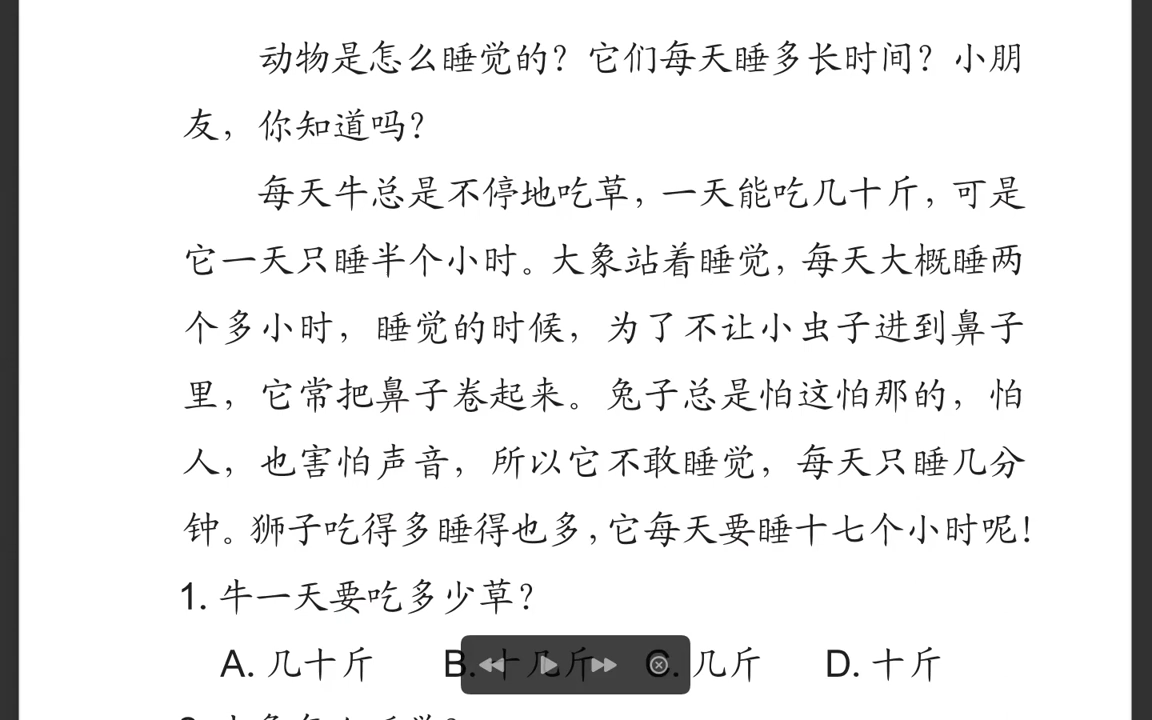 动物是怎么睡觉的？它们每天睡多长时间？小朋
友，你知道吗？
每天牛总是不停地吃草，一天能吃几十斤，可是
它一天只睡半个小时。大象站着睡觉，每天大概睡两
个多小时，睡觉的时候，为了不让小虫子进到鼻子
里，它常把鼻子卷起来。兔子总是怕这怕那的，怕
人，也害怕声音，所以它不敢睡觉，每天只睡几分
钟。狮子吃得多睡得也多，它每天要睡十七个小时呢！
1. 牛一天要吃多少草？
A. 几十斤 B. 十几斤 C. 几斤 D. 十斤